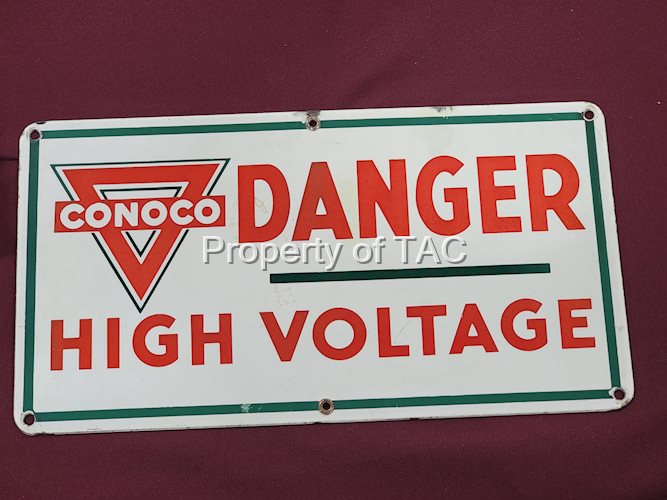 CONOCO DANGER
Property of TAC
HIGH VOLTAGE